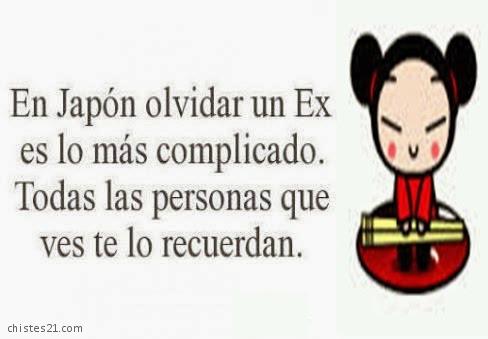 En Japón olvidar un Ex
es lo más complicado.
Todas las personas que
ves te lo recuerdan.
chistes21.com